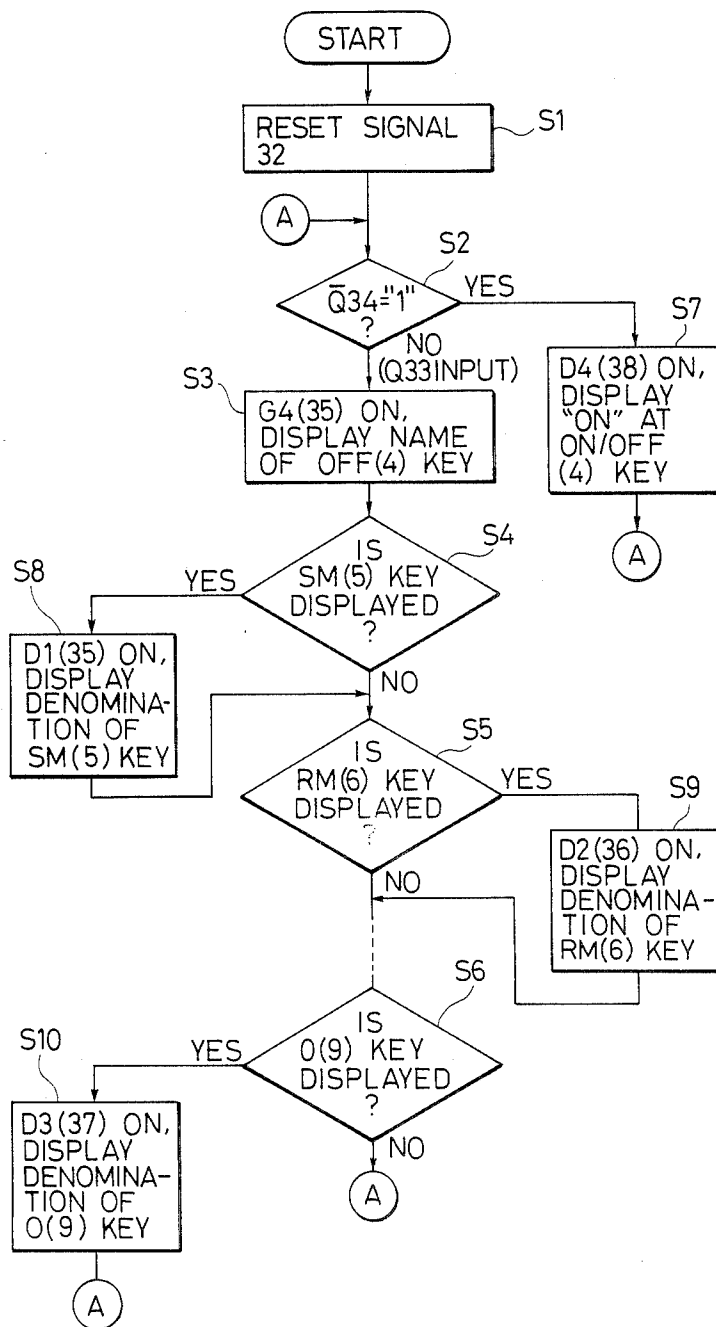 START
RESET SIGNAL
32
S1
A
S2
Q̅34="1"
?
YES
NO
(Q33INPUT)
S7
D4(38) ON,
DISPLAY
"ON" AT
ON/OFF
(4) KEY
A
S3
G4(35) ON,
DISPLAY NAME
OF OFF(4) KEY
S4
IS
SM(5) KEY
DISPLAYED
?
YES
NO
S8
D1(35) ON,
DISPLAY
DENOMINA-
TION OF
SM(5) KEY
S5
IS
RM(6) KEY
DISPLAYED
?
YES
NO
S9
D2(36) ON,
DISPLAY
DENOMINA-
TION OF
RM(6) KEY
S6
IS
0(9) KEY
DISPLAYED
?
YES
NO
A
S10
D3(37) ON,
DISPLAY
DENOMINA-
TION OF
0(9) KEY
A